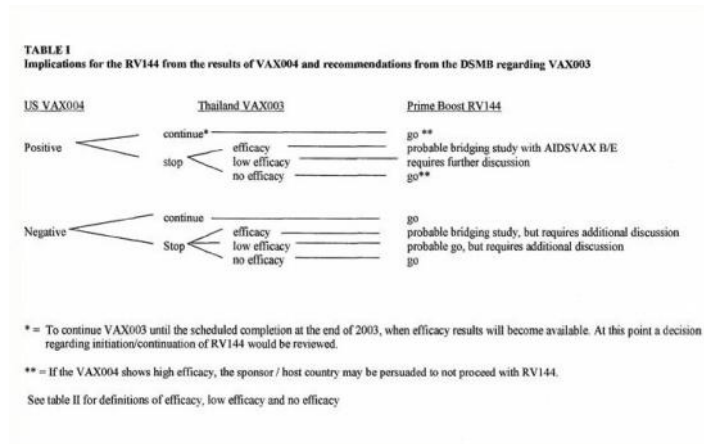 TABLE I
Implications for the RV144 from the results of VAX004 and recommendations from the DSMB regarding VAX003
US VAX004 Thailand VAX003 Prime Boost RV144
continue* go **
Positive efficacy probable bridging study with AIDSVAX B/E
stop low efficacy requires further discussion
no efficacy go**
continue go
Negative efficacy probable bridging study, but requires additional discussion
Stop low efficacy probable go, but requires additional discussion
no efficacy go
* = To continue VAX003 until the scheduled completion at the end of 2003, when efficacy results will become available. At this point a decision
regarding initiation/continuation of RV144 would be reviewed.
** = If the VAX004 shows high efficacy, the sponsor / host country may be persuaded to not proceed with RV144.
See table II for definitions of efficacy, low efficacy and no efficacy